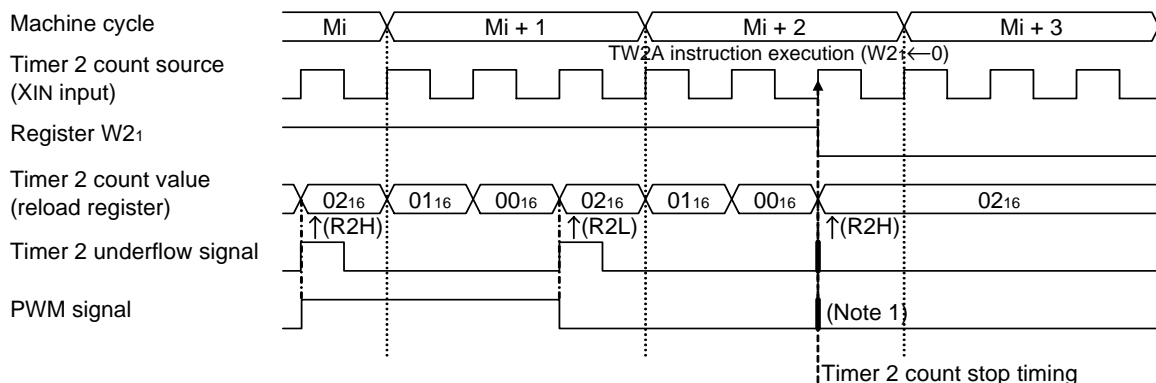 Machine cycle
Mi Mi + 1 Mi + 2 Mi + 3
TW2A instruction execution (W21←0)
Timer 2 count source
(XIN input)
Register W21
Timer 2 count value
(reload register)
0216 0116 0016 0216 0116 0016 0216
↑(R2H) ↑(R2L) ↑(R2H)
Timer 2 underflow signal
PWM signal
(Note 1)
Timer 2 count stop timing